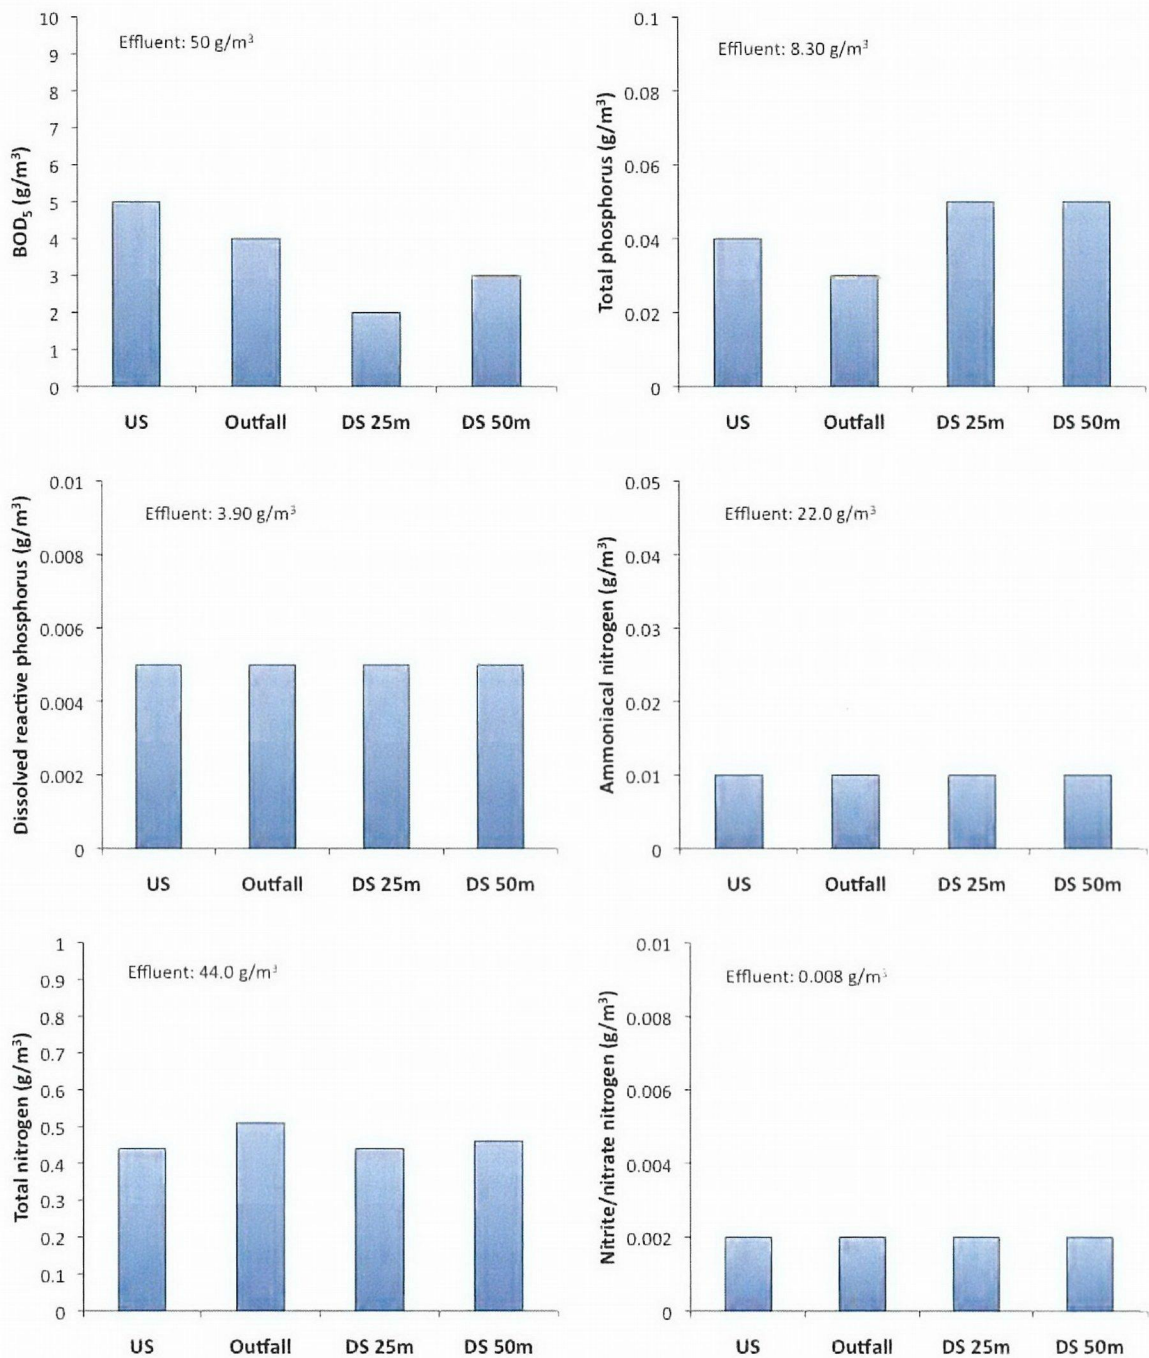 BOD5 (g/m³)
10
9
8
7
6
5
4
3
2
1
0
Effluent: 50 g/m³
US Outfall DS 25m DS 50m
Total phosphorus (g/m³)
0.1
0.08
0.06
0.04
0.02
0
Effluent: 8.30 g/m³
US Outfall DS 25m DS 50m
Dissolved reactive phosphorus (g/m³)
0.01
0.008
0.006
0.004
0.002
0
Effluent: 3.90 g/m³
US Outfall DS 25m DS 50m
Ammoniacal nitrogen (g/m³)
0.05
0.04
0.03
0.02
0.01
0
Effluent: 22.0 g/m³
US Outfall DS 25m DS 50m
Total nitrogen (g/m³)
1
0.9
0.8
0.7
0.6
0.5
0.4
0.3
0.2
0.1
0
Effluent: 44.0 g/m³
US Outfall DS 25m DS 50m
Nitrite/nitrate nitrogen (g/m³)
0.01
0.008
0.006
0.004
0.002
0
Effluent: 0.008 g/m³
US Outfall DS 25m DS 50m